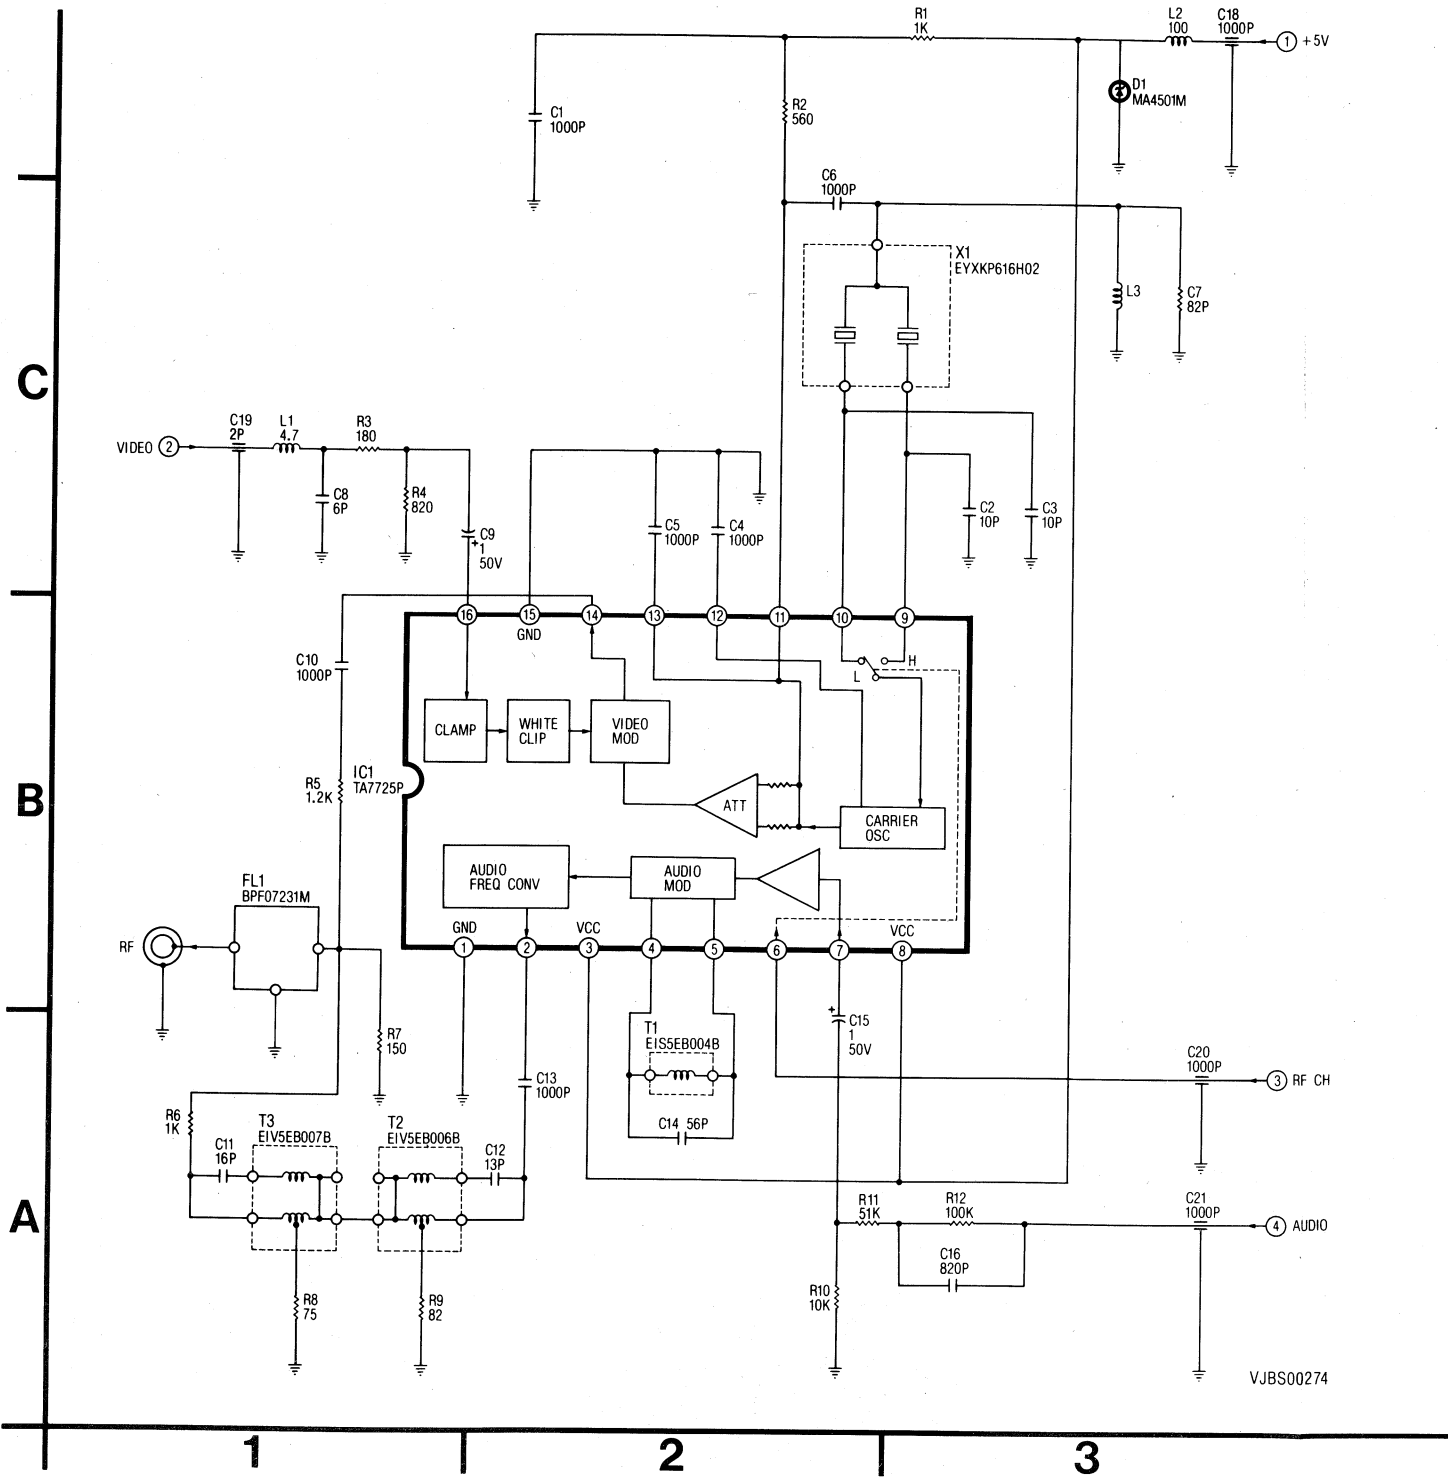 R1
1K
L2
100
C18
1000P
1 +5V
D1
MA4501M
C1
1000P
R2
560
C6
1000P
X1
EYXKP616H02
L3
C7
82P
C
C19
2P
L1
4.7
R3
180
VIDEO 2
C8
6P
R4
820
C9
+ 1
50V
C5
1000P
C4
1000P
C2
10P
C3
10P
16 15 14 13 12 11 10 9
GND
C10
1000P
H
L
CLAMP
WHITE
CLIP
VIDEO
MOD
IC1
TA7725P
R5
1.2K
B
ATT
CARRIER
OSC
AUDIO
FREQ CONV
AUDIO
MOD
FL1
BPF07231M
GND
VCC
VCC
RF
1 2 3 4 5 6 7 8
+
C15
1
50V
T1
EIS5EB004B
R7
150
C13
1000P
C20
1000P
3 RF CH
R6
1K
T3
EIV5EB007B
T2
EIV5EB006B
C14 56P
C11
16P
C12
13P
A
R11
51K
R12
100K
C21
1000P
4 AUDIO
C16
820P
R8
75
R9
82
R10
10K
VJBS00274
1 2 3